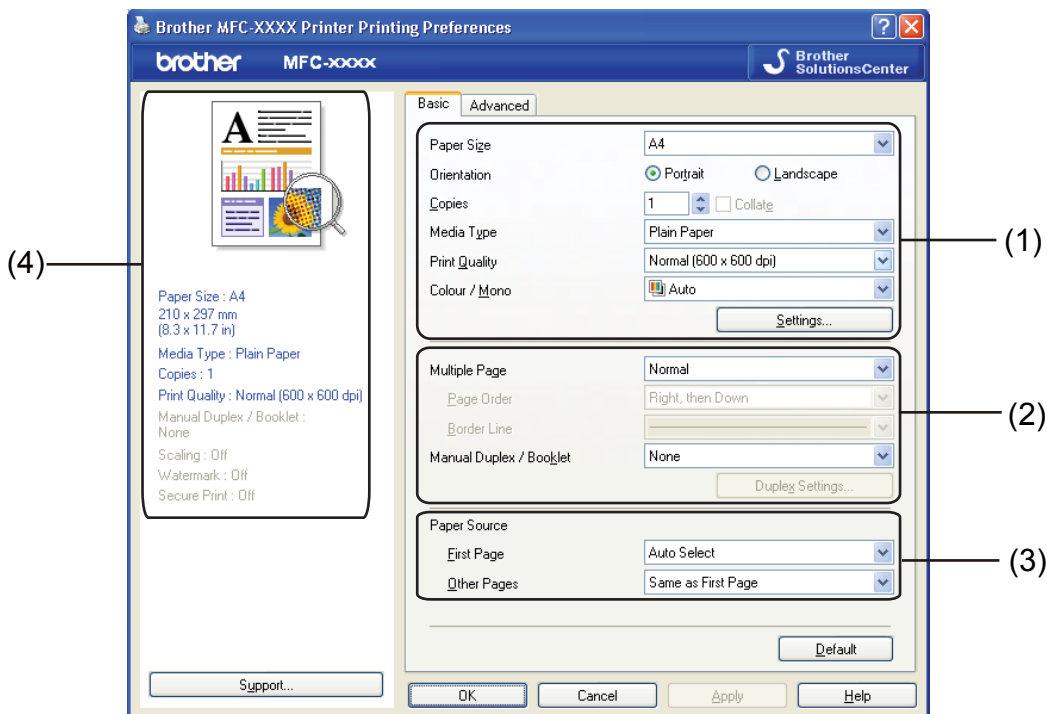 Brother MFC-XXXX Printer Printing Preferences
brother MFC-xxxx
Brother
SolutionsCenter
Basic Advanced
A
(4)
Paper Size : A4
210 x 297 mm
(8.3 x 11.7 in)
Media Type : Plain Paper
Copies : 1
Print Quality : Normal (600 x 600 dpi)
Manual Duplex / Booklet :
None
Scaling : Off
Watermark : Off
Secure Print : Off
Support...
Paper Size A4
Orientation Portrait Landscape
Copies 1 Collate
Media Type Plain Paper
Print Quality Normal (600 x 600 dpi)
Colour / Mono Auto
Settings...
(1)
Multiple Page Normal
Page Order Right, then Down
Border Line
Manual Duplex / Booklet None
Duplex Settings...
(2)
Paper Source
First Page Auto Select
Other Pages Same as First Page
(3)
Default
OK Cancel Apply Help